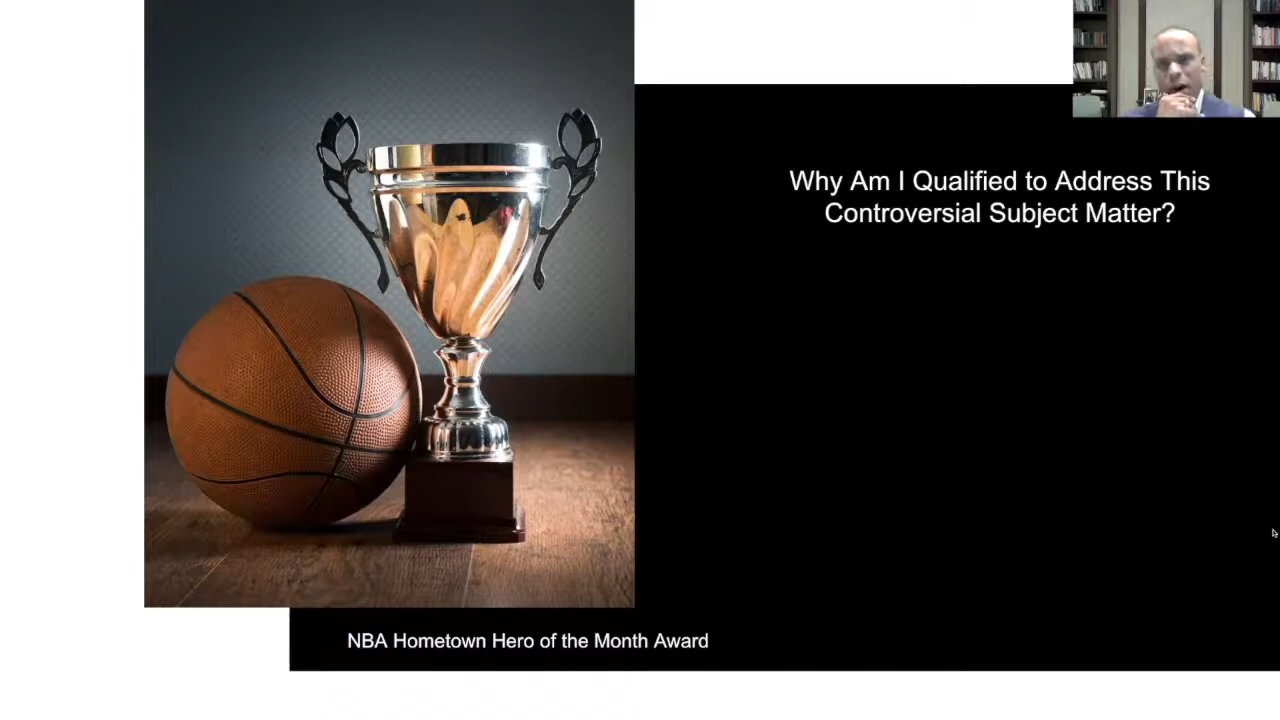 Why Am I Qualified to Address This
Controversial Subject Matter?
NBA Hometown Hero of the Month Award